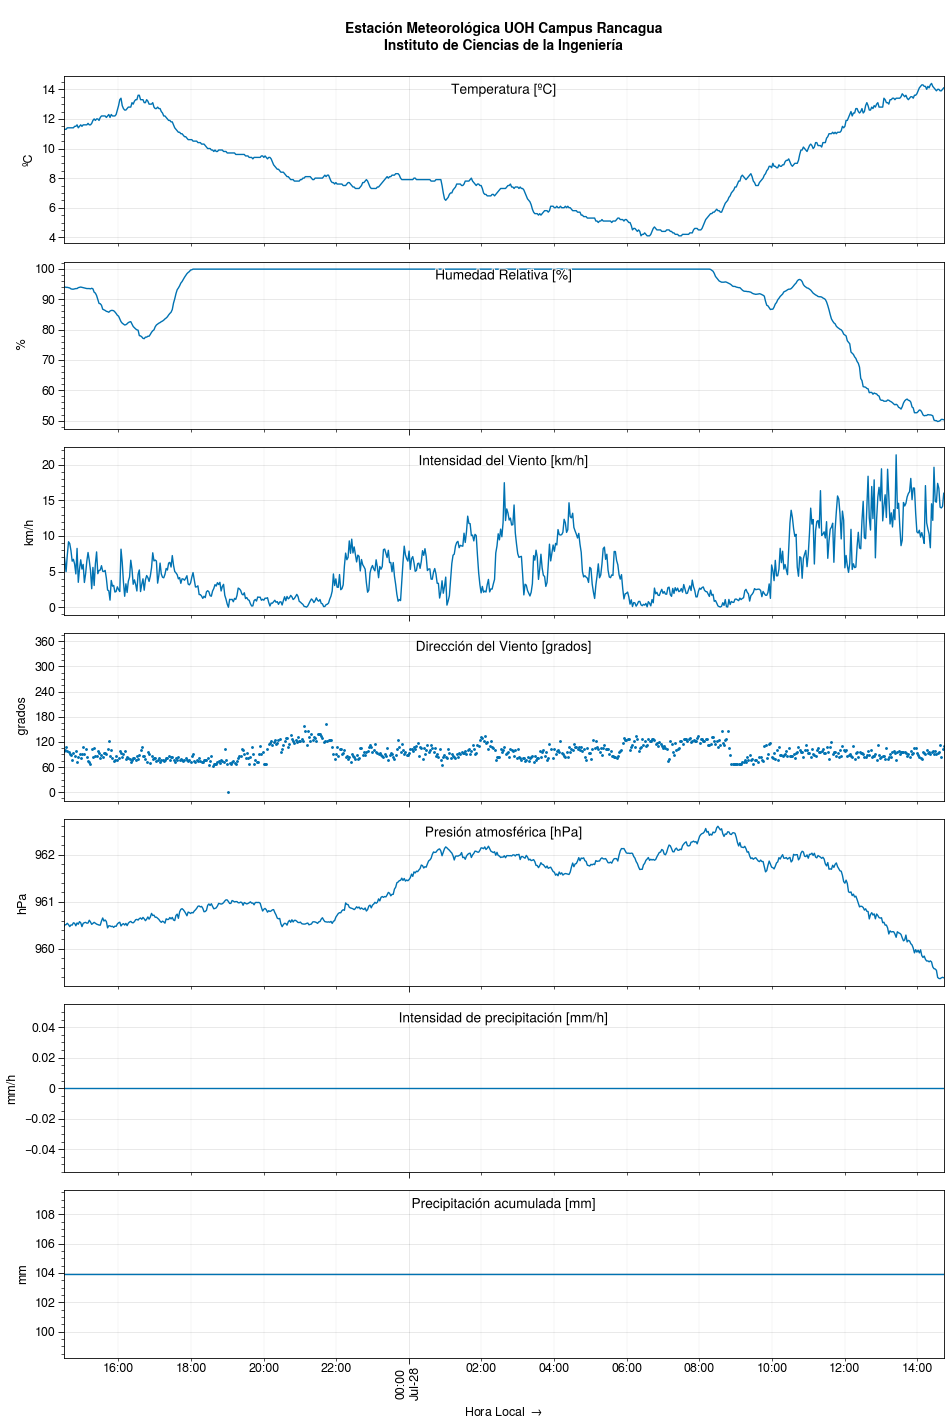 Estación Meteorológica UOH Campus Rancagua
Instituto de Ciencias de la Ingeniería
Temperatura [ºC]
ºC
14
12
10
8
6
4
Humedad Relativa [%]
%
100
90
80
70
60
50
Intensidad del Viento [km/h]
km/h
20
15
10
5
0
Dirección del Viento [grados]
grados
360
300
240
180
120
60
0
Presión atmosférica [hPa]
hPa
962
961
960
Intensidad de precipitación [mm/h]
mm/h
0.04
0.02
0
−0.02
−0.04
Precipitación acumulada [mm]
mm
108
106
104
102
100
16:00
18:00
20:00
22:00
00:00
Jul-28
02:00
04:00
06:00
08:00
10:00
12:00
14:00
Hora Local →